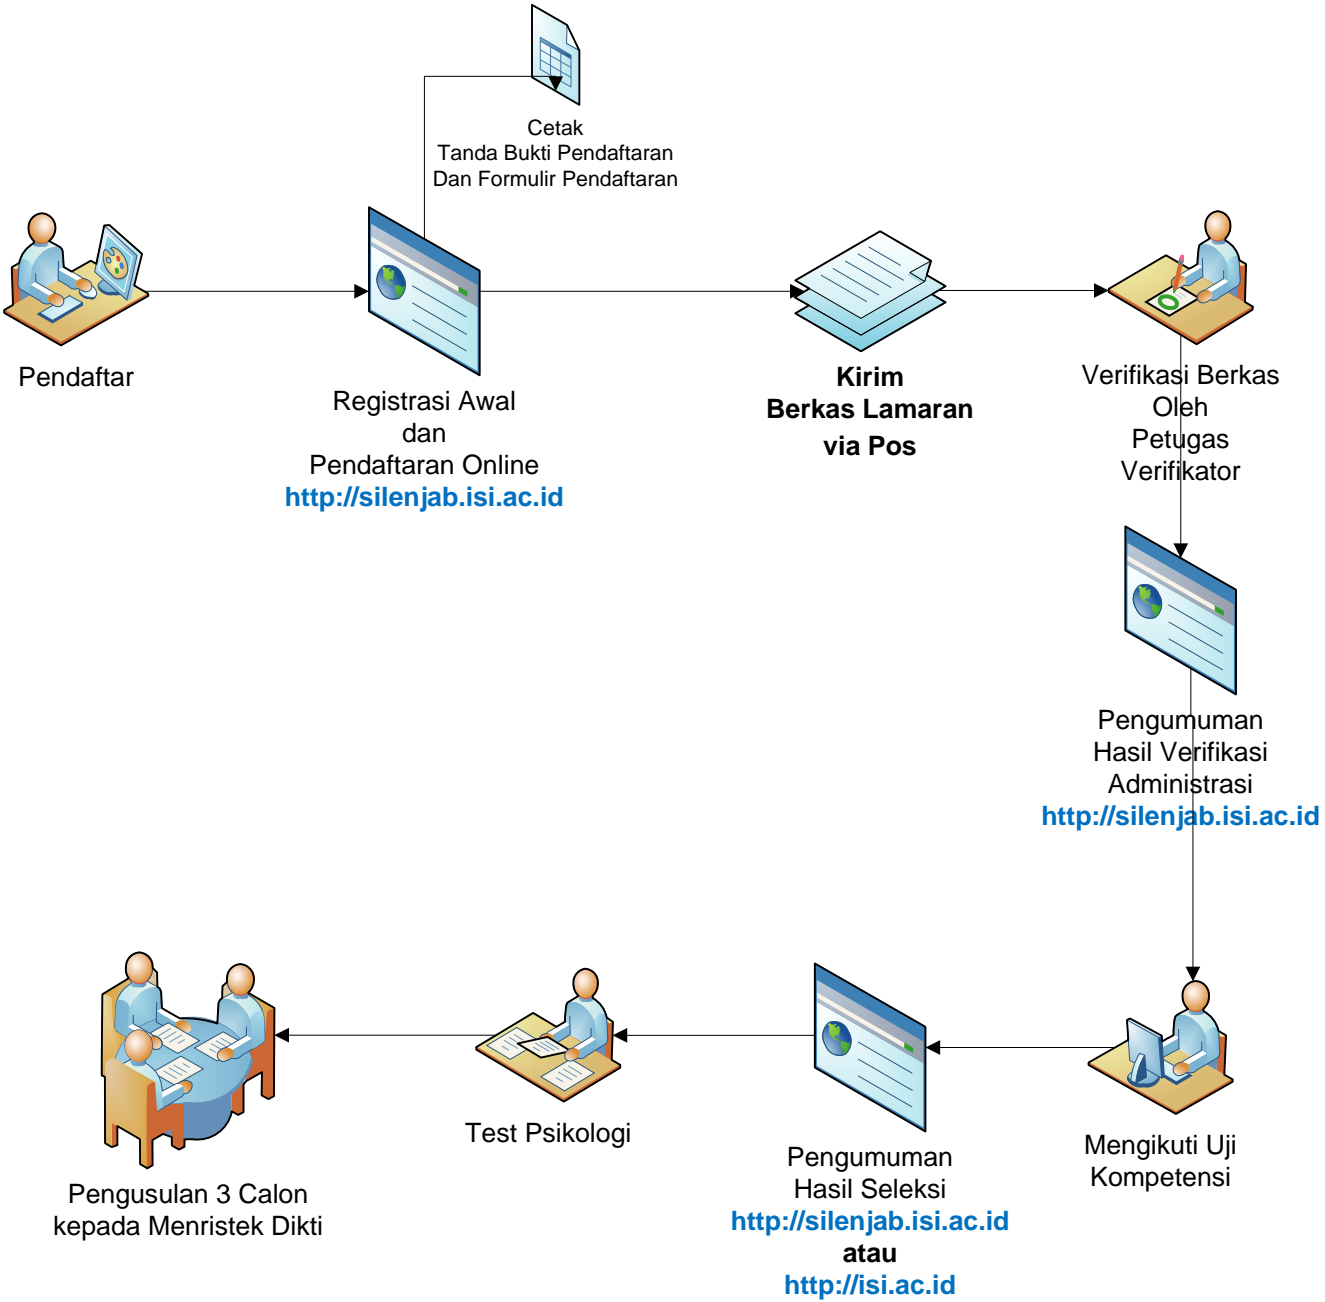 Cetak
Tanda Bukti Pendaftaran
Dan Formulir Pendaftaran
Pendaftar
Registrasi Awal
dan
Pendaftaran Online
http://silenjab.isi.ac.id
Kirim
Berkas Lamaran
via Pos
Verifikasi Berkas
Oleh
Petugas
Verifikator
Pengumuman
Hasil Verifikasi
Administrasi
http://silenjab.isi.ac.id
Mengikuti Uji
Kompetensi
Pengumuman
Hasil Seleksi
http://silenjab.isi.ac.id
atau
http://isi.ac.id
Test Psikologi
Pengusulan 3 Calon
kepada Menristek Dikti